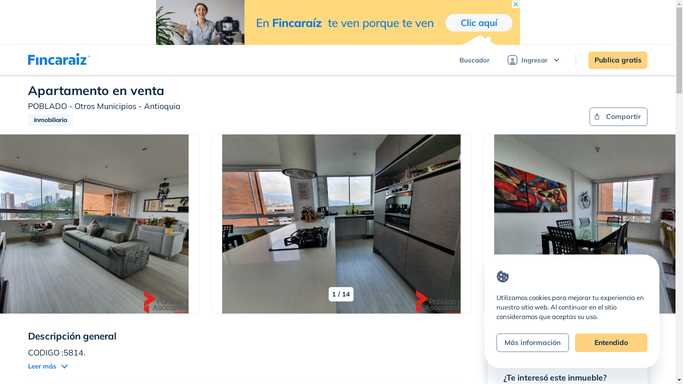 En Fincaraíz te ven porque te ven
Clic aquí
Fincaraiz
Buscador
Ingresar
Publica gratis
Apartamento en venta
POBLADO - Otros Municipios - Antioquia
Inmobiliaria
Compartir
1 / 14
Utilizamos cookies para mejorar tu experiencia en
nuestro sitio web. Al continuar en el sitio
consideramos que aceptas su uso.
Más información
Entendido
Descripción general
CODIGO :5814.
Leer más
¿Te interesó este inmueble?